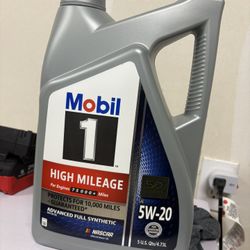 Mobil
1
HIGH MILEAGE
For Engines 75,000+ Miles
PROTECTS FOR 10,000 MILES
GUARANTEED*
ADVANCED FULL SYNTHETIC
NASCAR
5W-20
5 U.S. Qts/4.73L